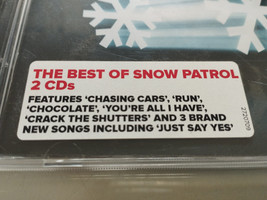 THE BEST OF SNOW PATROL
2 CDs
FEATURES ‘CHASING CARS’, ‘RUN’,
‘CHOCOLATE’, ‘YOU’RE ALL I HAVE’,
‘CRACK THE SHUTTERS’ AND 3 BRAND
NEW SONGS INCLUDING ‘JUST SAY YES’
2720709